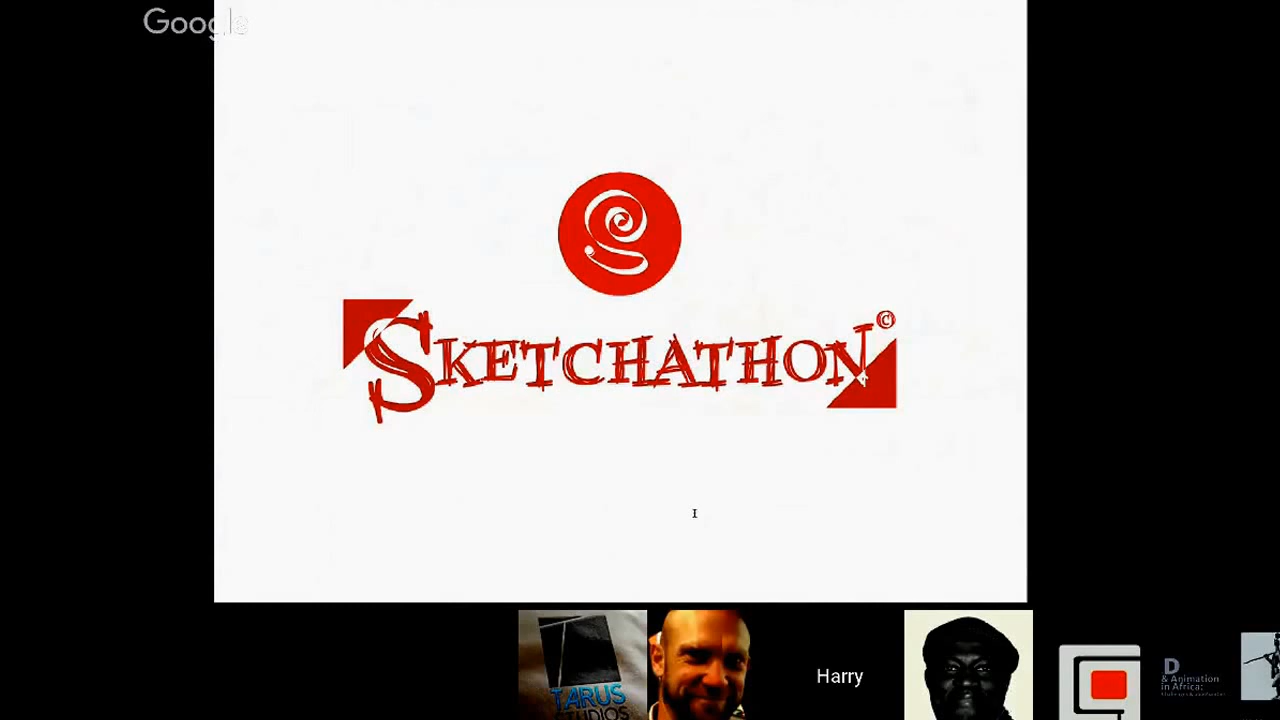 Google
SKETCHATHON©
TARUS
STUDIOS
Harry
D
& Animation
in Africa: